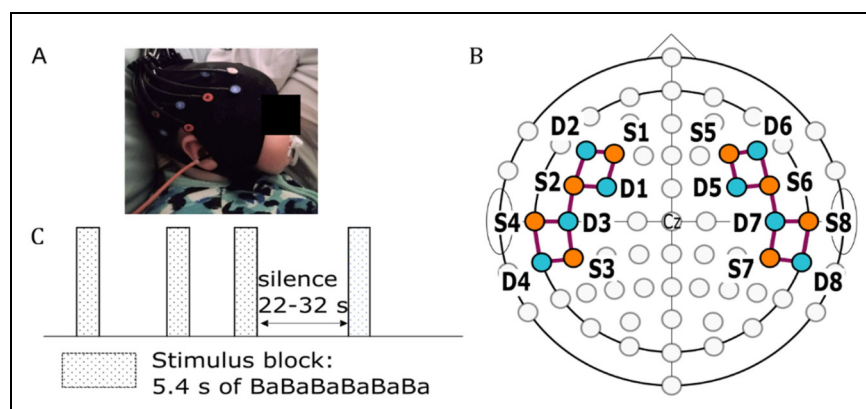 A
B
D2
S1
S5
D6
S2
D1
D5
S6
S4
D3
Cz
D7
S8
D4
S3
S7
D8
C
silence
22-32 s
Stimulus block:
5.4 s of BaBaBaBaBaBa